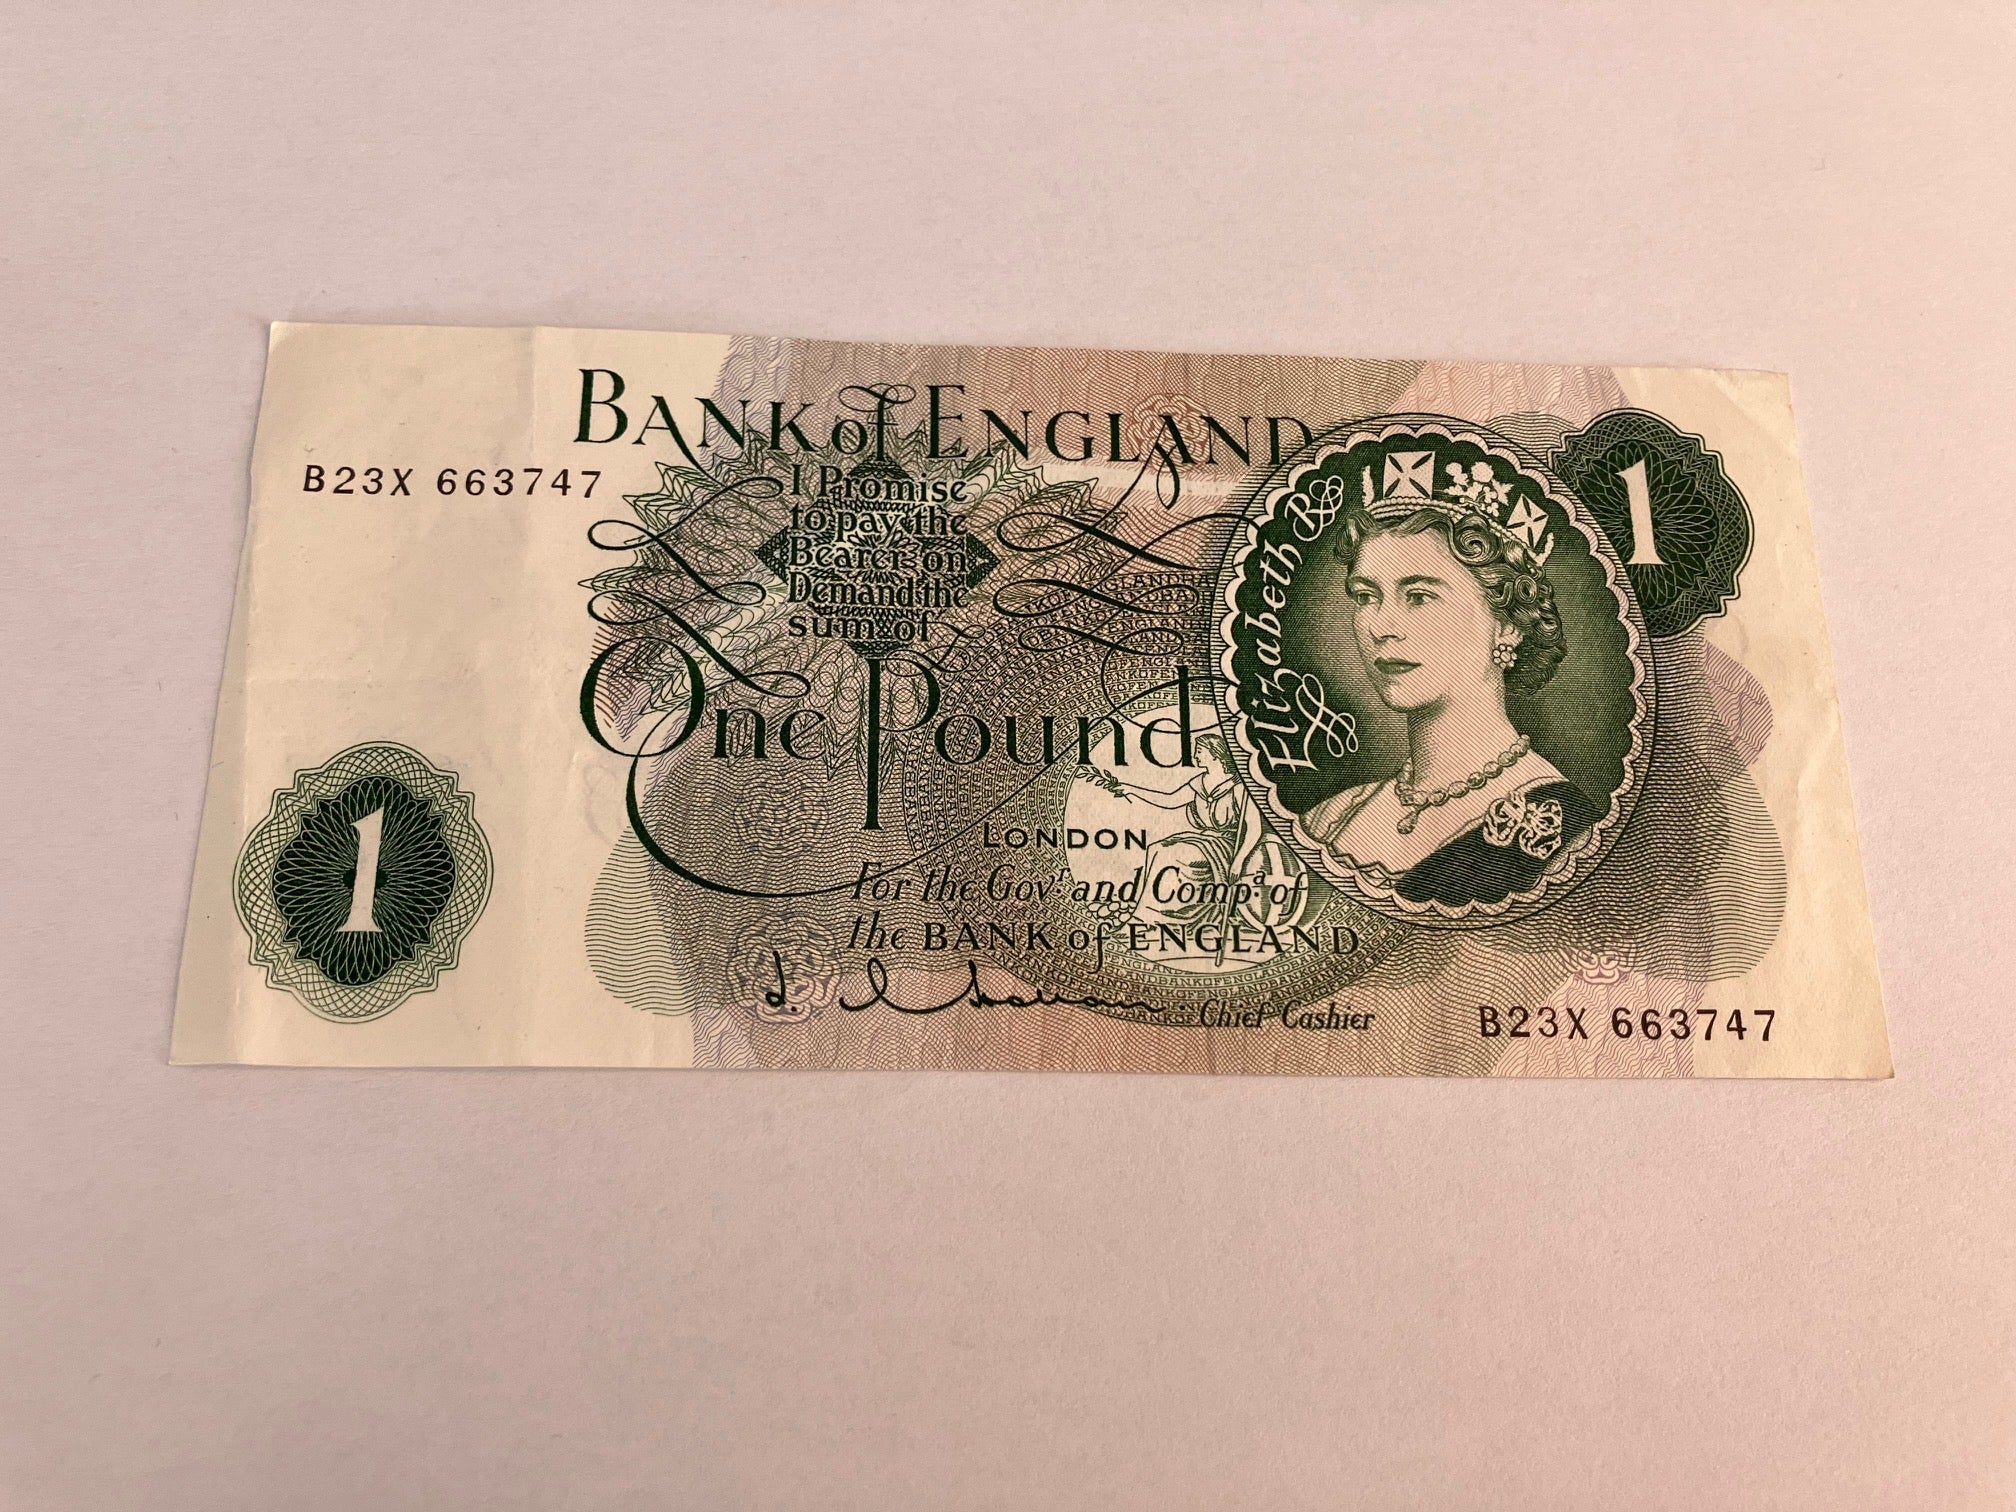 BANK of ENGLAND
B23X 663747
I Promise
to pay the
Bearer on
Demand the
sum of
One Pound
LONDON
For the Govr. and Compa. of
the BANK of ENGLAND
Chief Cashier
Elizabeth R
1
1
B23X 663747